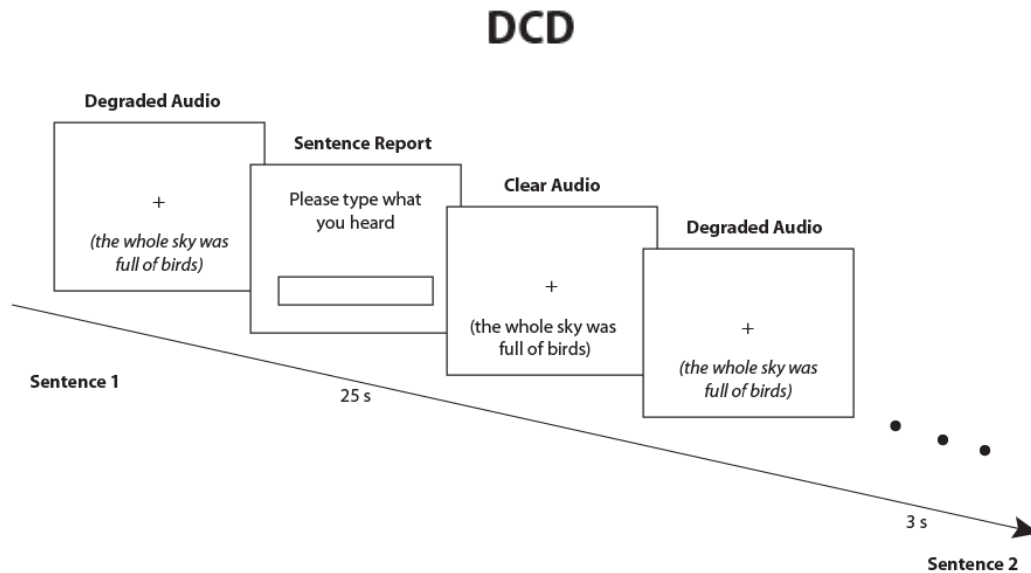 DCD
Degraded Audio
+
(the whole sky was
full of birds)
Sentence Report
Please type what
you heard
Clear Audio
+
(the whole sky was
full of birds)
Degraded Audio
+
(the whole sky was
full of birds)
Sentence 1
25 s
3 s
Sentence 2